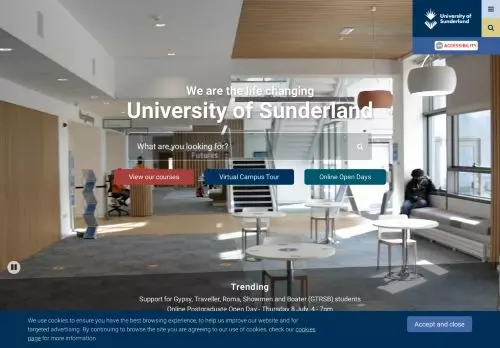 University of
Sunderland
ACCESSIBILITY
We are the life changing
University of Sunderland
What are you looking for?
Futures
View our courses
Virtual Campus Tour
Online Open Days
Trending
Support for Gypsy, Traveller, Roma, Showmen and Boater (GTRSB) students
Online Postgraduate Open Day - Thursday 8 July, 4 - 7pm
We use cookies to ensure you have the best browsing experience, to help us improve our website and for
targeted advertising. By continuing to browse the site you are agreeing to our use of cookies, check our cookies
page for more information
Accept and close